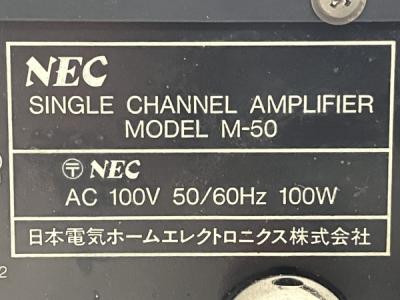 NEC
SINGLE CHANNEL AMPLIFIER
MODEL M-50
〒 NEC
AC 100V 50/60Hz 100W
日本電気ホームエレクトロニクス株式会社
2